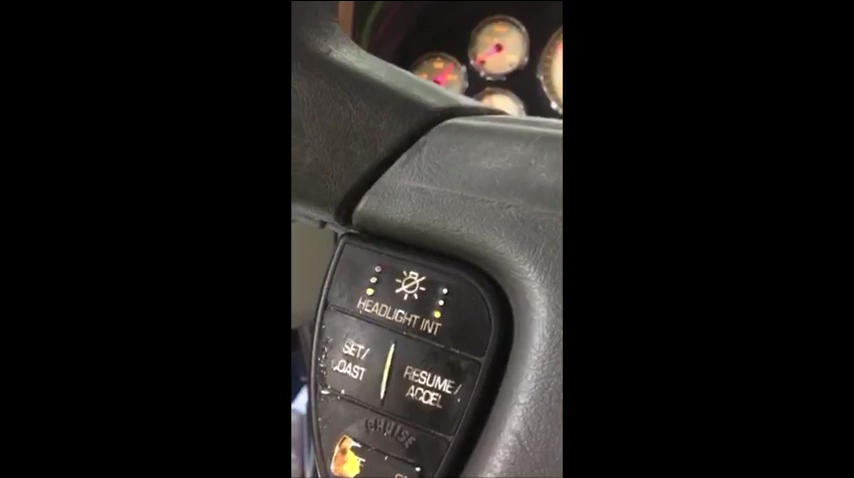 HEADLIGHT INT
SET/
COAST
RESUME/
ACCEL
CRUISE